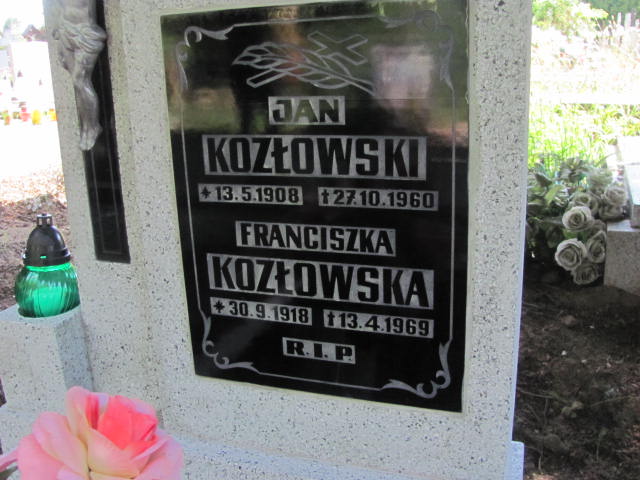 JAN
KOZŁOWSKI
* 13.5.1908 † 27.10.1960
FRANCISZKA
KOZŁOWSKA
* 30.9.1918 † 13.4.1969
R.I.P